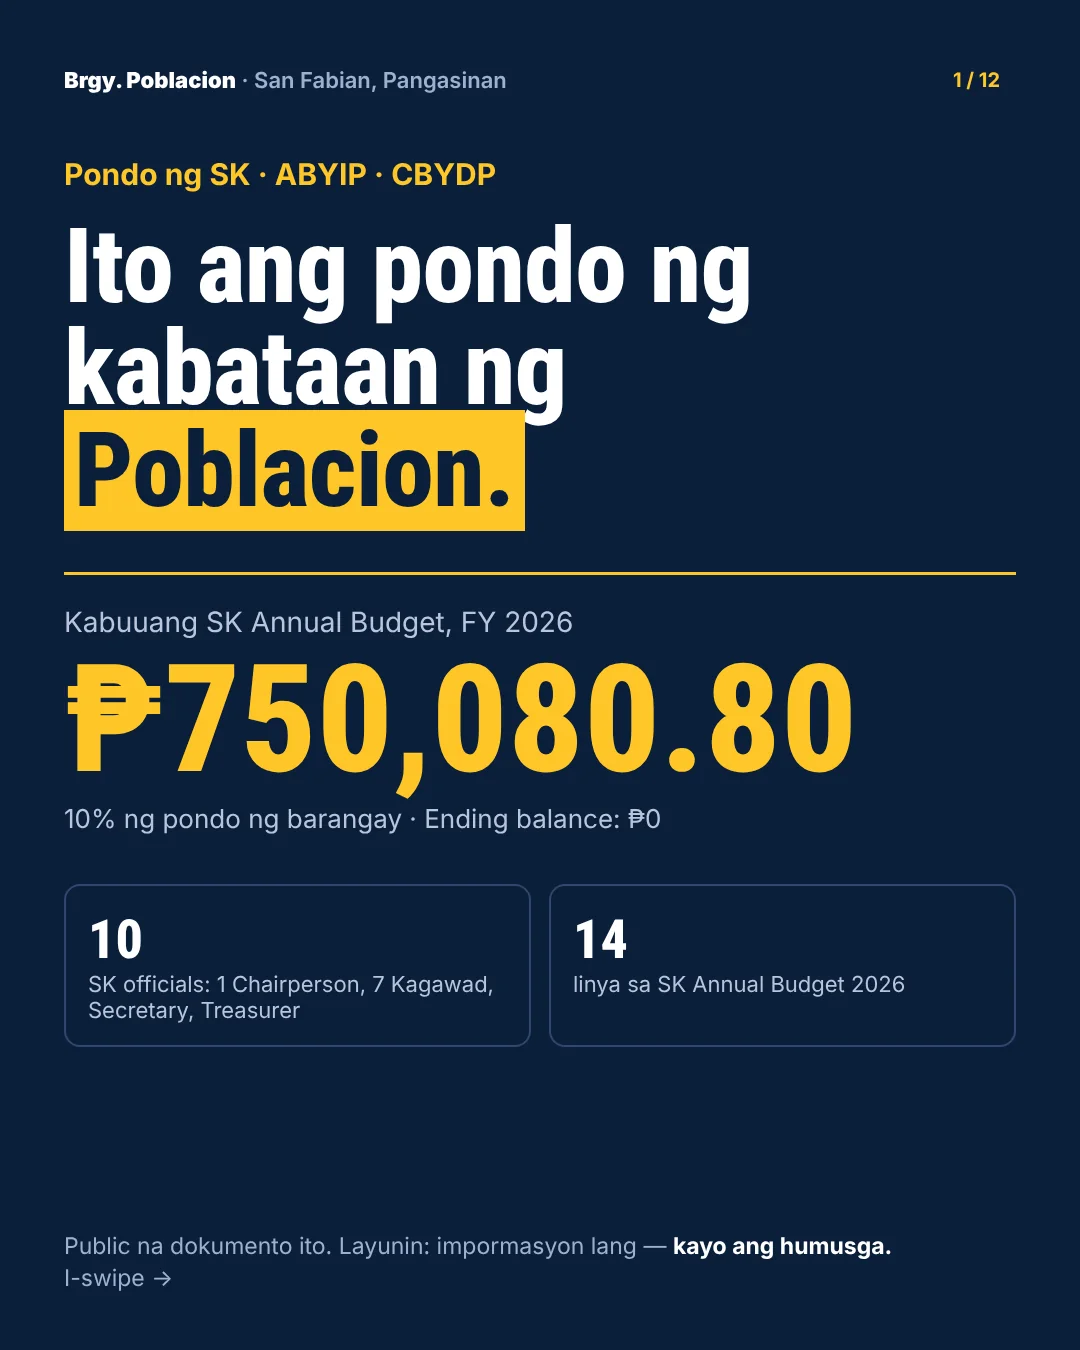 Brgy. Poblacion · San Fabian, Pangasinan
1 / 12
Pondo ng SK · ABYIP · CBYDP
Ito ang pondo ng
kabataan ng
Poblacion.
Kabuuang SK Annual Budget, FY 2026
₱750,080.80
10% ng pondo ng barangay · Ending balance: ₱0
10
SK officials: 1 Chairperson, 7 Kagawad,
Secretary, Treasurer
14
linya sa SK Annual Budget 2026
Public na dokumento ito. Layunin: impormasyon lang — kayo ang humusga.
I-swipe →